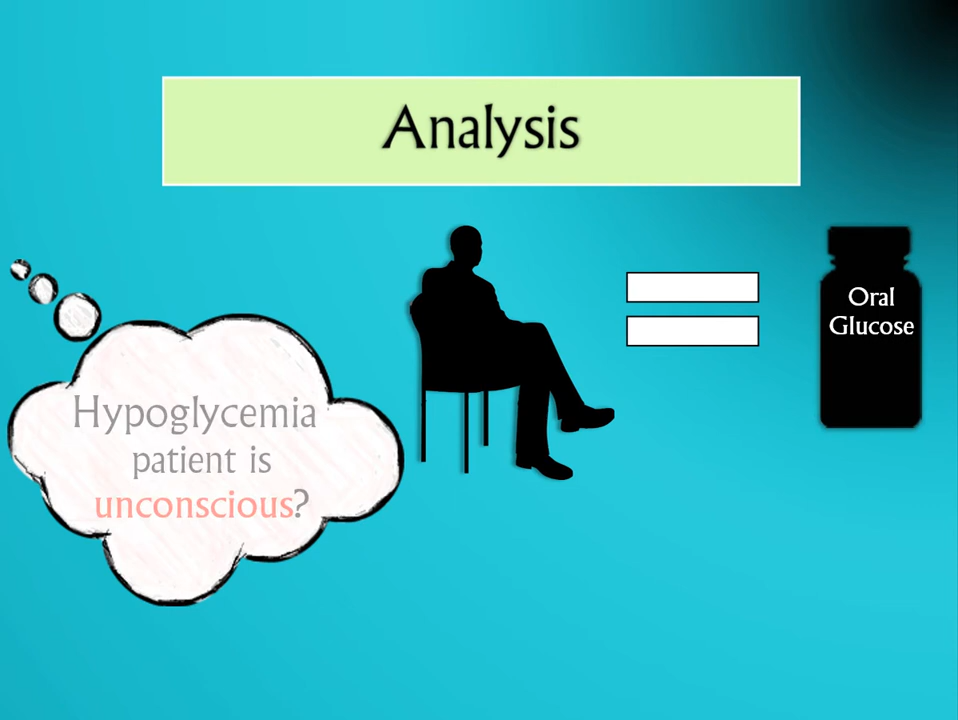 Analysis
Oral
Glucose
Hypoglycemia
patient is
unconscious?